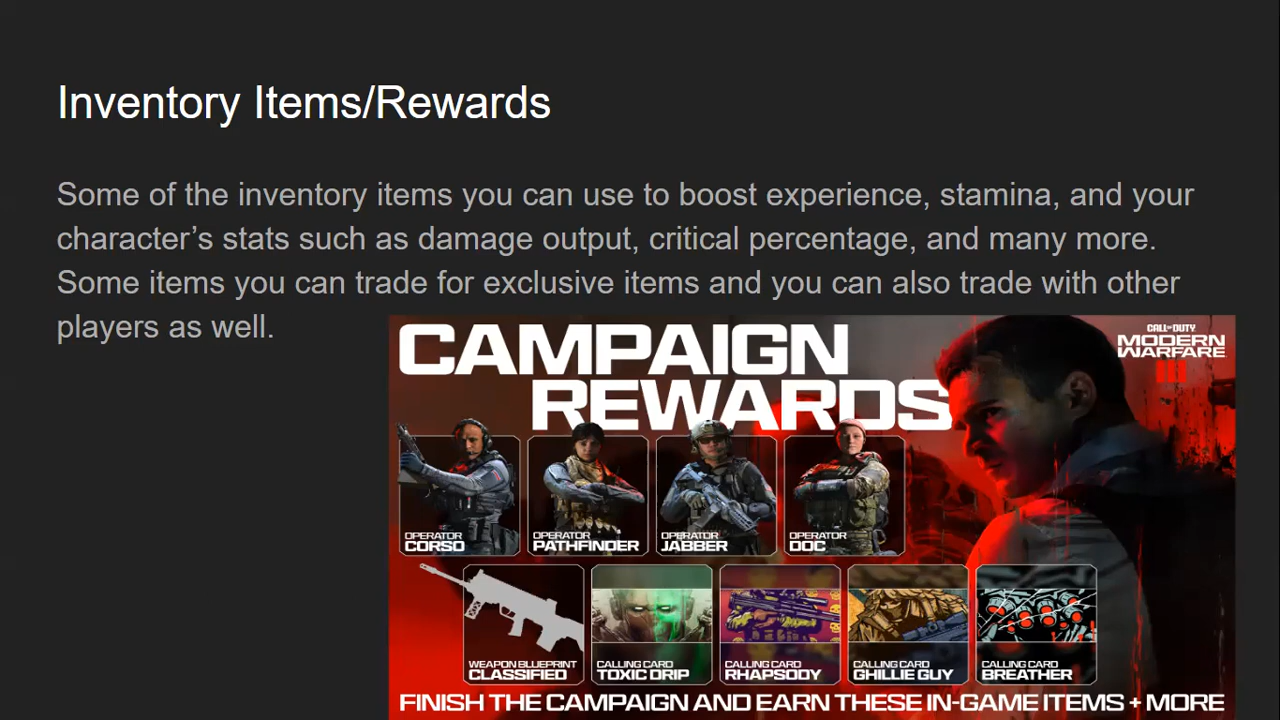 Inventory Items/Rewards
Some of the inventory items you can use to boost experience, stamina, and your
character’s stats such as damage output, critical percentage, and many more.
Some items you can trade for exclusive items and you can also trade with other
players as well.
CAMPAIGN
REWARDS
CALL OF DUTY
MODERN
WARFARE
III
OPERATOR
CORSO
OPERATOR
PATHFINDER
OPERATOR
JABBER
OPERATOR
DOC
WEAPON BLUEPRINT
CLASSIFIED
CALLING CARD
TOXIC DRIP
CALLING CARD
RHAPSODY
CALLING CARD
GHILLIE GUY
CALLING CARD
BREATHER
FINISH THE CAMPAIGN AND EARN THESE IN-GAME ITEMS + MORE